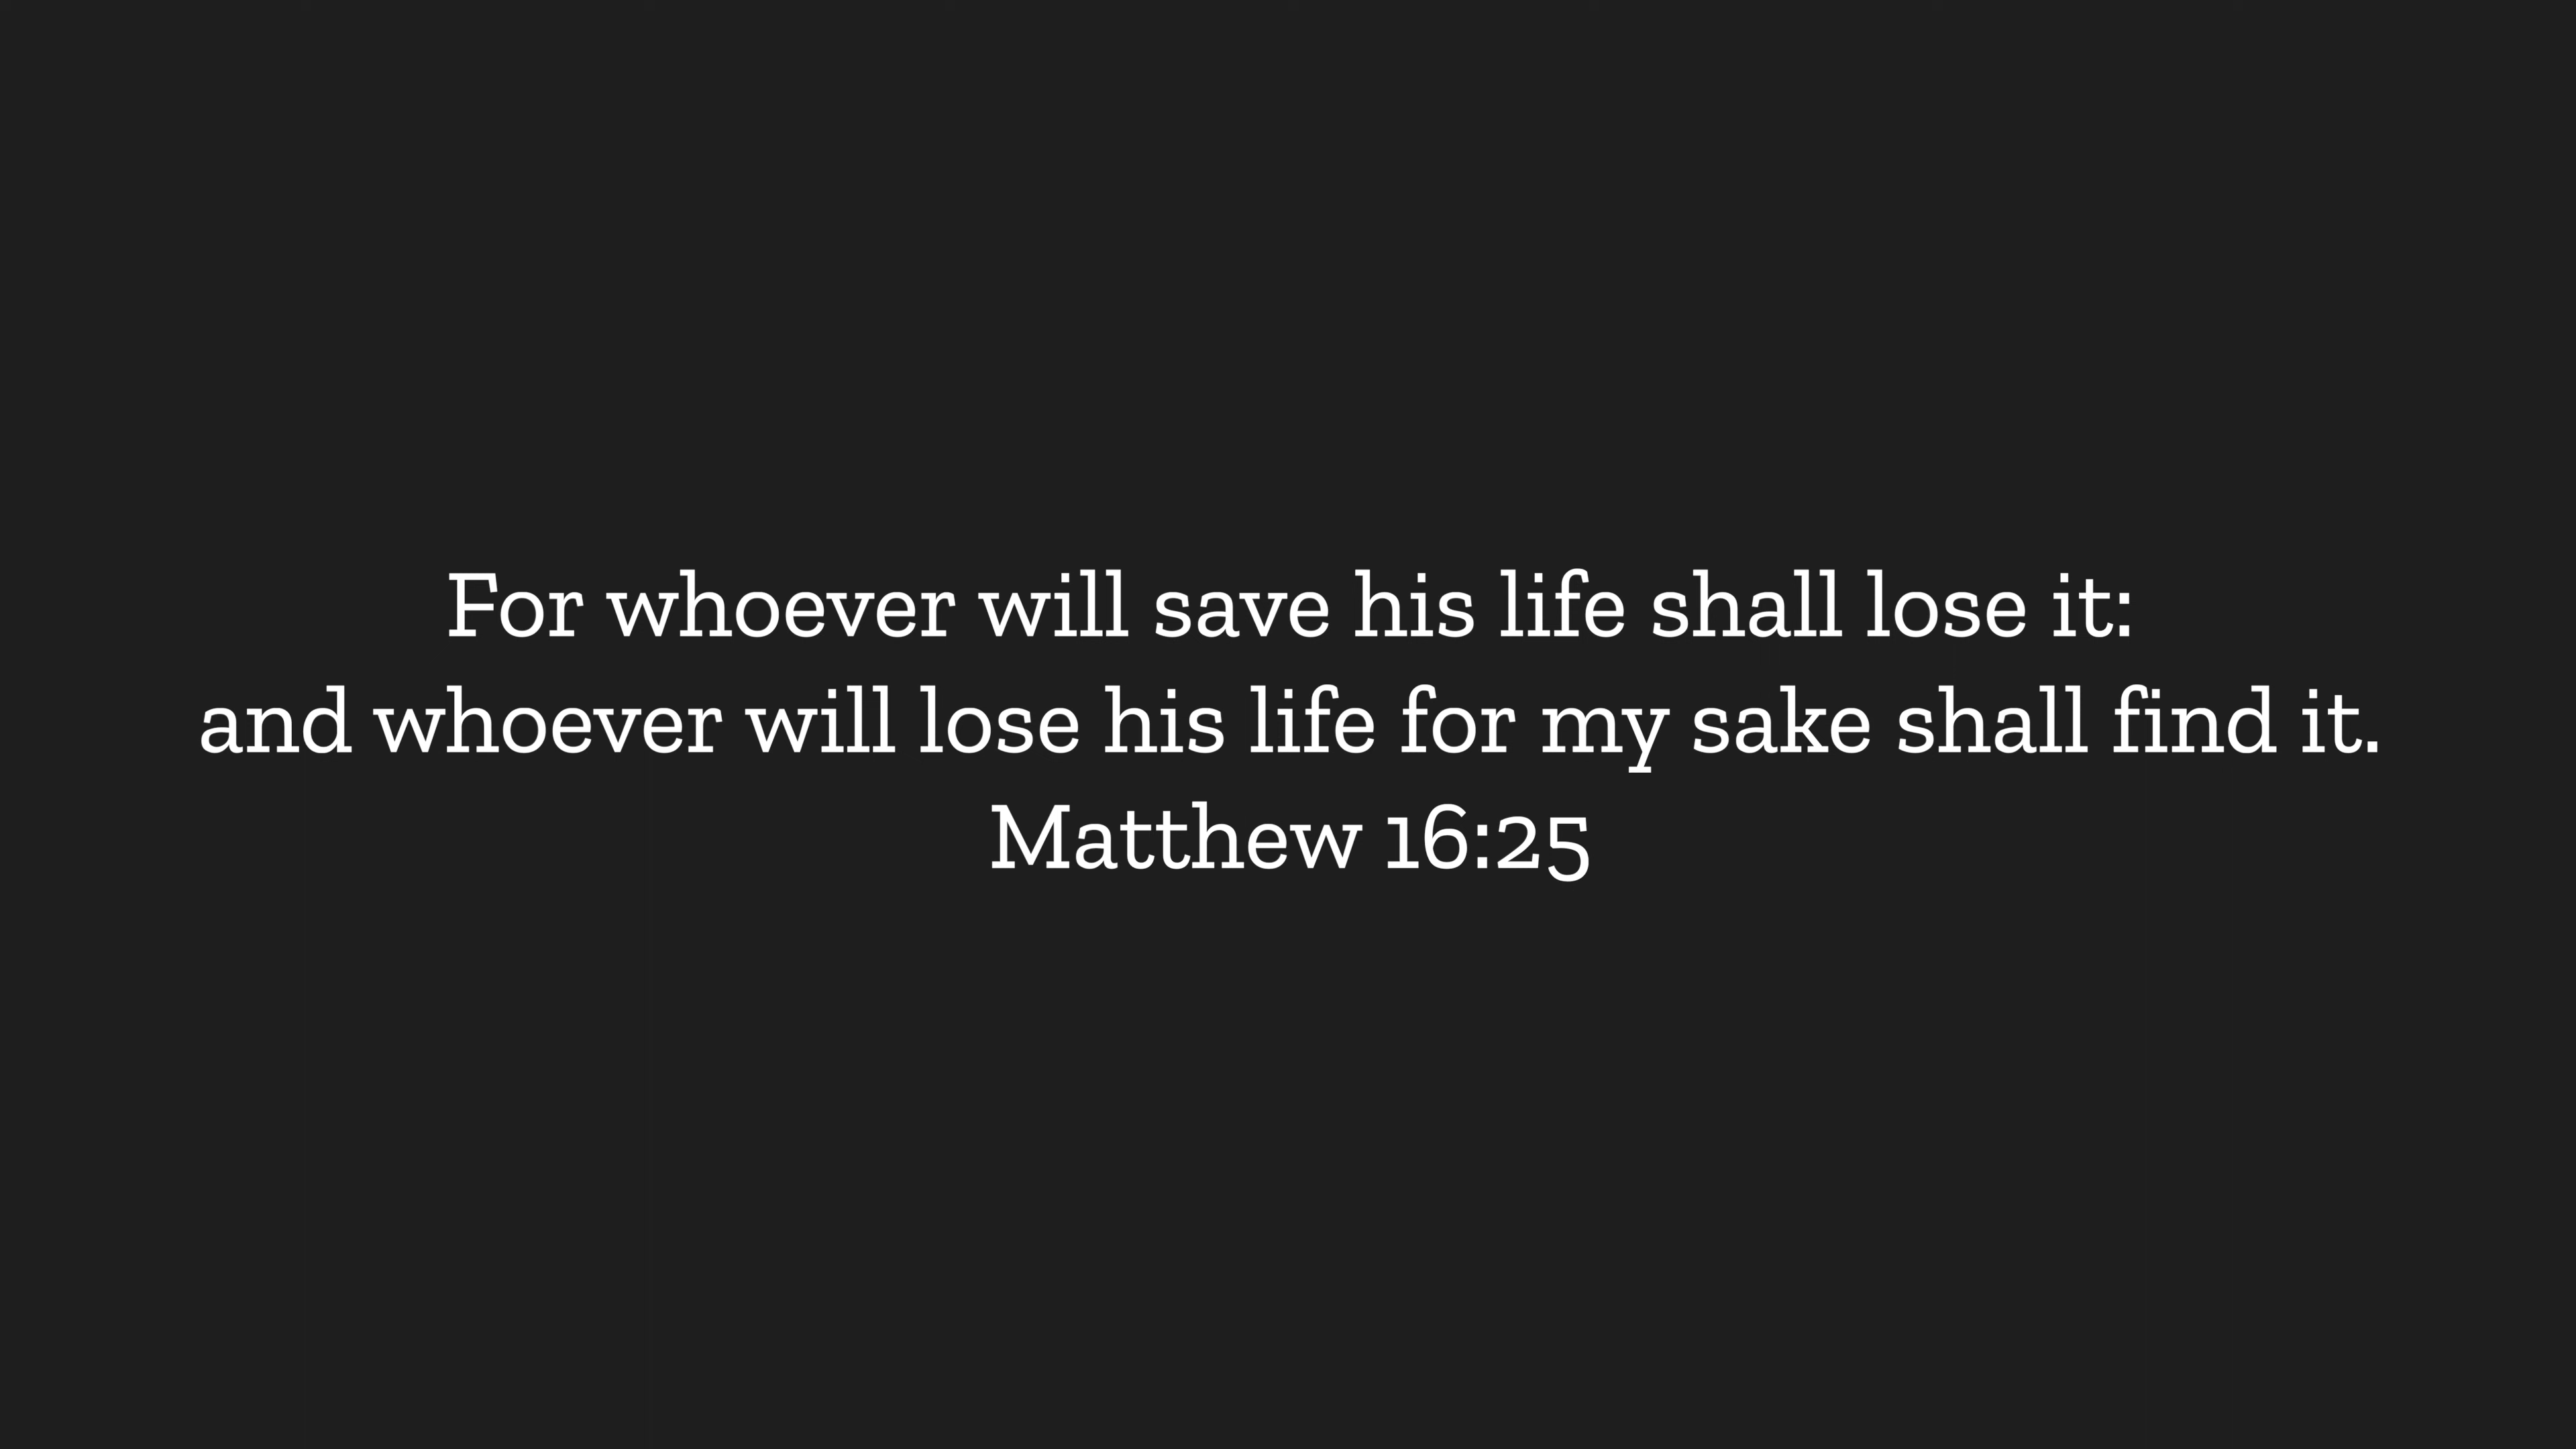 For whoever will save his life shall lose it:
and whoever will lose his life for my sake shall find it.
Matthew 16:25